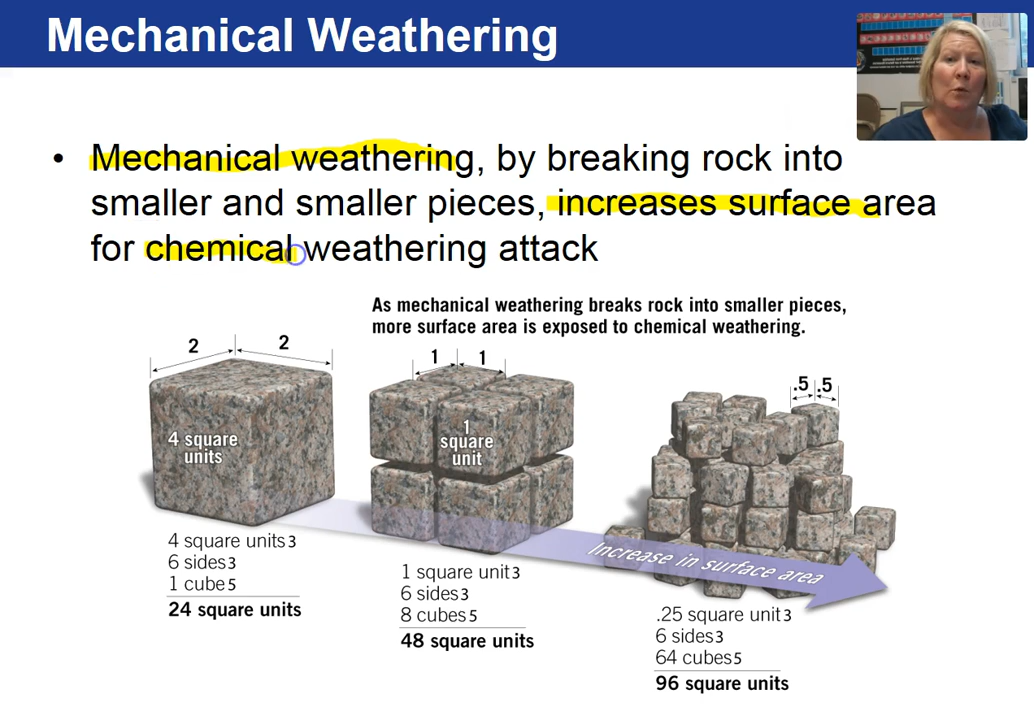 Mechanical Weathering
• Mechanical weathering, by breaking rock into
smaller and smaller pieces, increases surface area
for chemical weathering attack
As mechanical weathering breaks rock into smaller pieces,
more surface area is exposed to chemical weathering.
2 2
4 square
units
4 square units3
6 sides3
1 cube5
24 square units
1 1
1
square
unit
1 square unit3
6 sides3
8 cubes5
48 square units
.5 .5
Increase in surface area
.25 square unit3
6 sides3
64 cubes5
96 square units